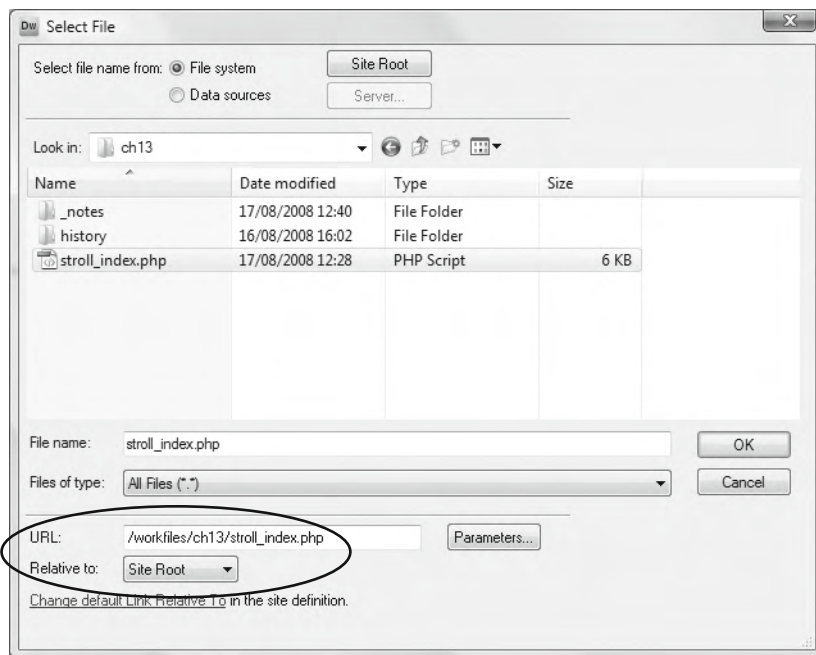 Dw Select File
Select file name from: File system Site Root
Data sources Server...
Look in: ch13
Name Date modified Type Size
_notes 17/08/2008 12:40 File Folder
history 16/08/2008 16:02 File Folder
stroll_index.php 17/08/2008 12:28 PHP Script 6 KB
File name: stroll_index.php OK
Files of type: All Files (*.*) Cancel
URL: /workfiles/ch13/stroll_index.php Parameters...
Relative to: Site Root
Change default Link Relative To in the site definition.